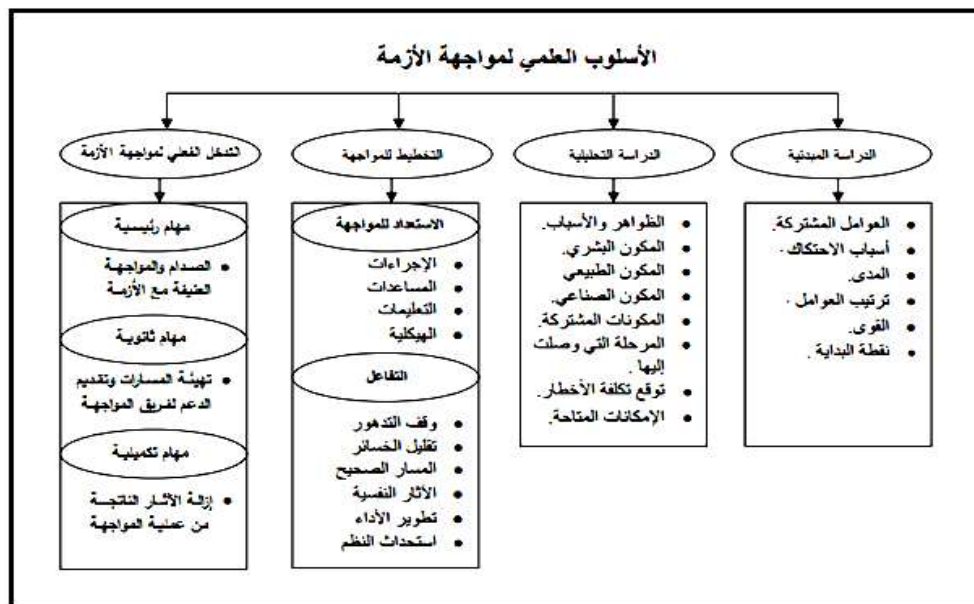 الأسلوب العلمي لمواجهة الأزمة
الدراسة المبدئية
العوامل المشتركة.
أسباب الاحتكاك.
المدى.
ترتيب العوامل.
القوى.
نقطة البداية.
الدراسة التحليلية
الظواهر والأسباب.
المكون البشري.
المكون الطبيعي
المكون الصناعي.
المكونات المشتركة.
المرحلة التي وصلت
إليها.
توقع تكلفة الأخطار.
الإمكانات المتاحة.
التخطيط للمواجهة
الاستعداد للمواجهة
الإجراءات
المساعدات
التعليمات
الهيكلية
التفاعل
وقف التدهور
تقليل الخسائر
المسار الصحيح
الآثار النفسية
تطوير الأداء
استحداث النظم
التدخل الفعلي لمواجهة الأزمة
مهام رئيسية
الصدام والمواجهة
العنيفة مع الأزمة
مهام ثانوية
تهيئة المسارات وتقديم
الدعم لفريق المواجهة
مهام تكميلية
إزالة الآثار الناتجة
من عملية المواجهة